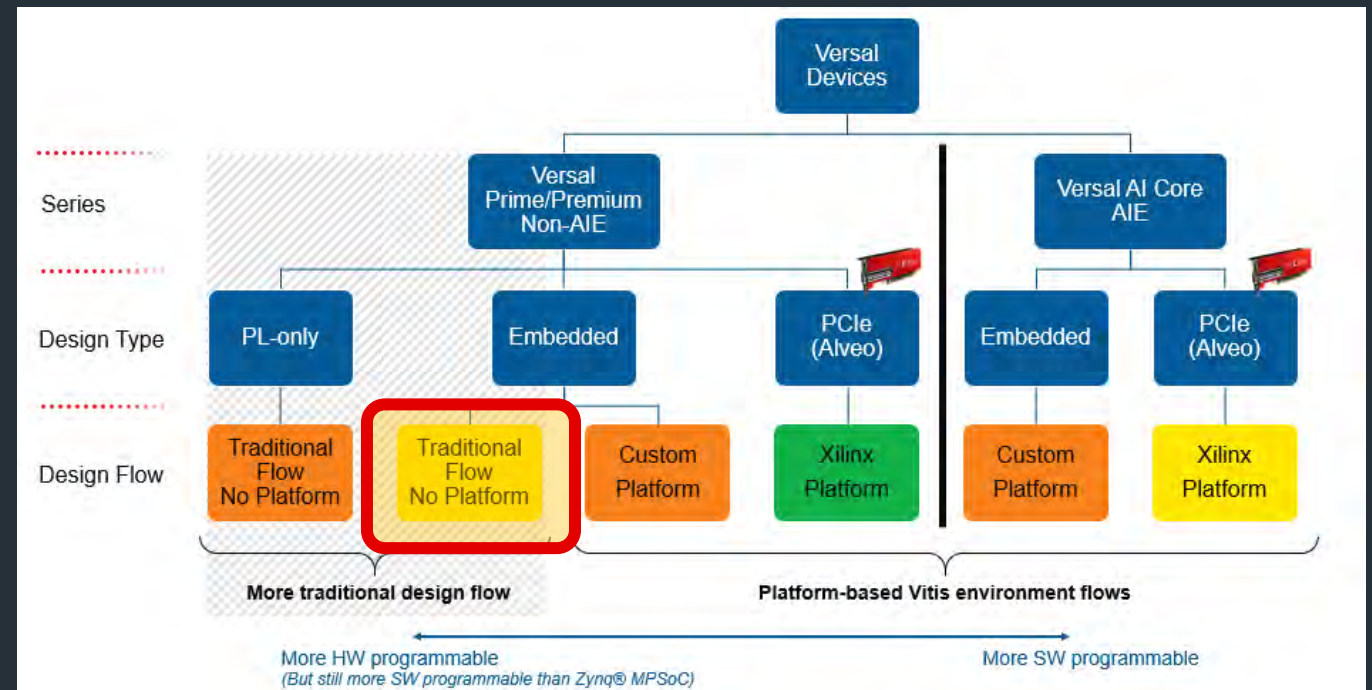 Versal
Devices
Series
Versal
Prime/Premium
Non-AIE
Versal AI Core
AIE
Design Type
PL-only
Embedded
PCIe
(Alveo)
Embedded
PCIe
(Alveo)
Design Flow
Traditional
Flow
No Platform
Traditional
Flow
No Platform
Custom
Platform
Xilinx
Platform
Custom
Platform
Xilinx
Platform
More traditional design flow
Platform-based Vitis environment flows
More HW programmable
(But still more SW programmable than Zynq® MPSoC)
More SW programmable